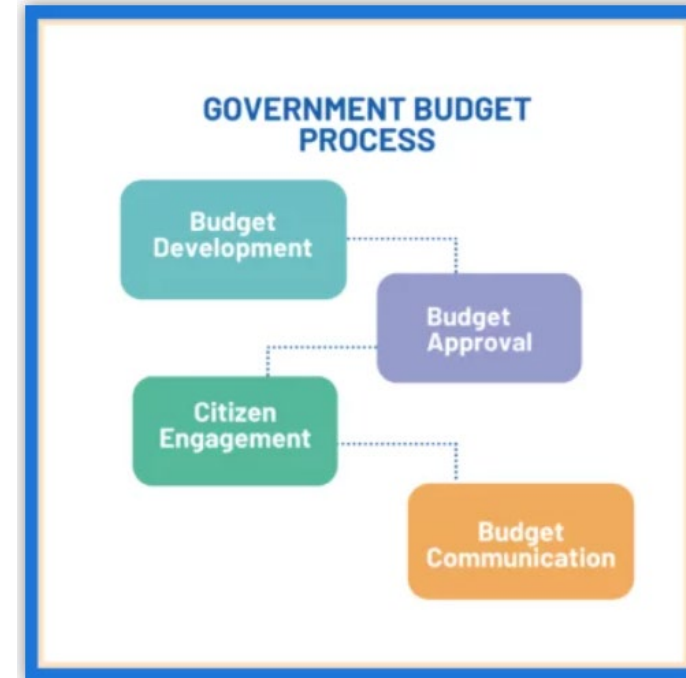 GOVERNMENT BUDGET
PROCESS
Budget
Development
Budget
Approval
Citizen
Engagement
Budget
Communication